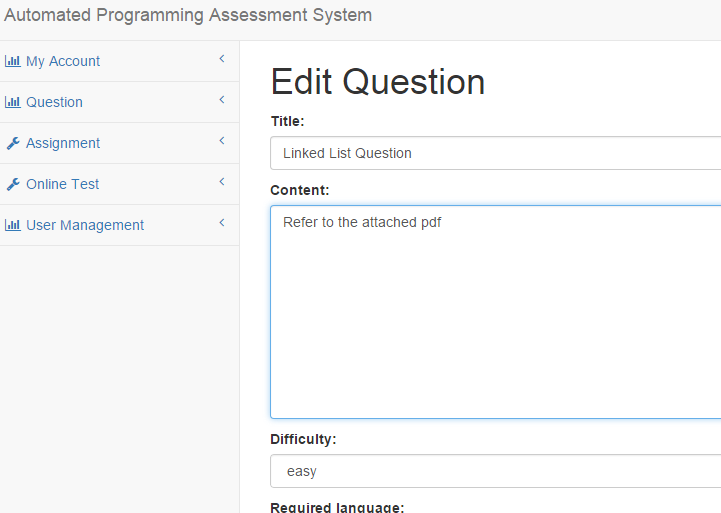 Automated Programming Assessment System
My Account
Question
Assignment
Online Test
User Management
Edit Question
Title:
Linked List Question
Content:
Refer to the attached pdf
Difficulty:
easy
Required language: